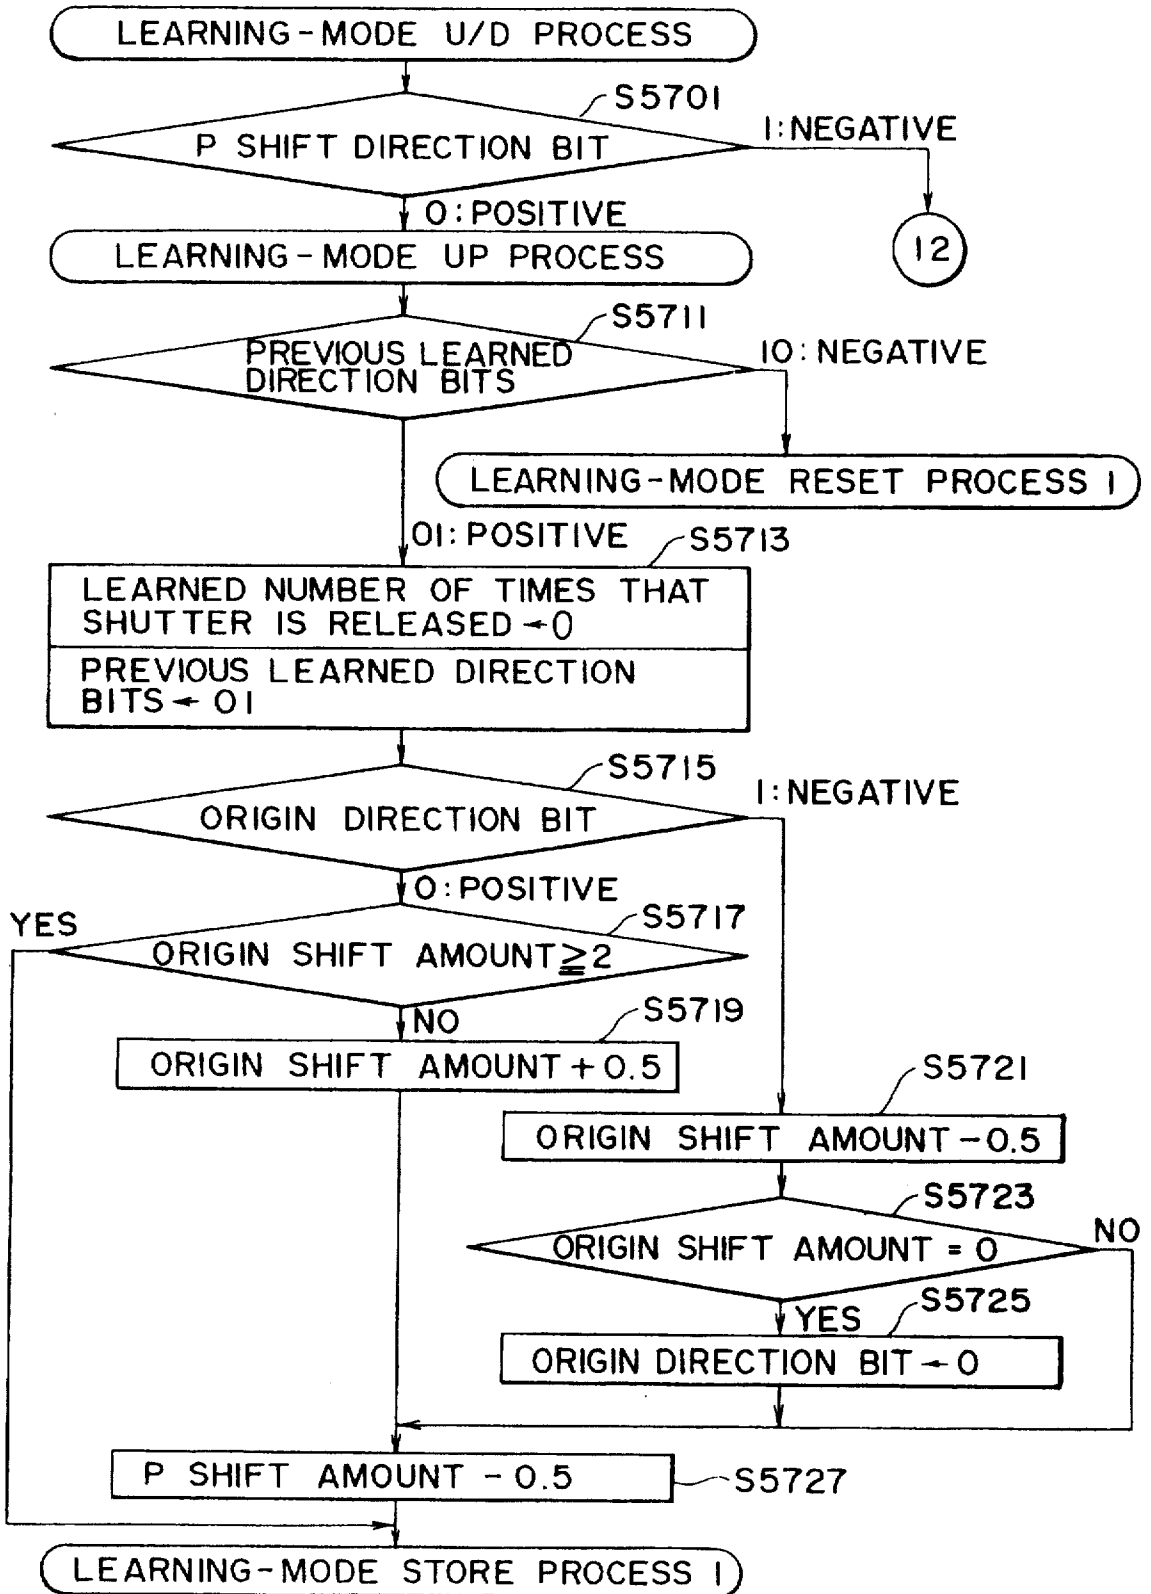 LEARNING-MODE U/D PROCESS
S5701
P SHIFT DIRECTION BIT
1:NEGATIVE
0:POSITIVE
12
LEARNING-MODE UP PROCESS
S5711
PREVIOUS LEARNED
DIRECTION BITS
10:NEGATIVE
LEARNING-MODE RESET PROCESS 1
01:POSITIVE
S5713
LEARNED NUMBER OF TIMES THAT
SHUTTER IS RELEASED←0
PREVIOUS LEARNED DIRECTION
BITS←01
S5715
ORIGIN DIRECTION BIT
1:NEGATIVE
0:POSITIVE
YES
S5717
ORIGIN SHIFT AMOUNT≧2
NO
S5719
ORIGIN SHIFT AMOUNT+0.5
S5721
ORIGIN SHIFT AMOUNT-0.5
S5723
ORIGIN SHIFT AMOUNT=0
NO
YES
S5725
ORIGIN DIRECTION BIT←0
P SHIFT AMOUNT-0.5
S5727
LEARNING-MODE STORE PROCESS 1